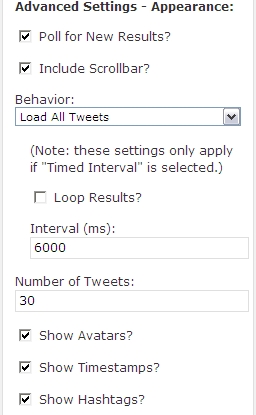 Advanced Settings - Appearance:
Poll for New Results?
Include Scrollbar?
Behavior:
Load All Tweets
(Note: these settings only apply
if "Timed Interval" is selected.)
Loop Results?
Interval (ms):
6000
Number of Tweets:
30
Show Avatars?
Show Timestamps?
Show Hashtags?